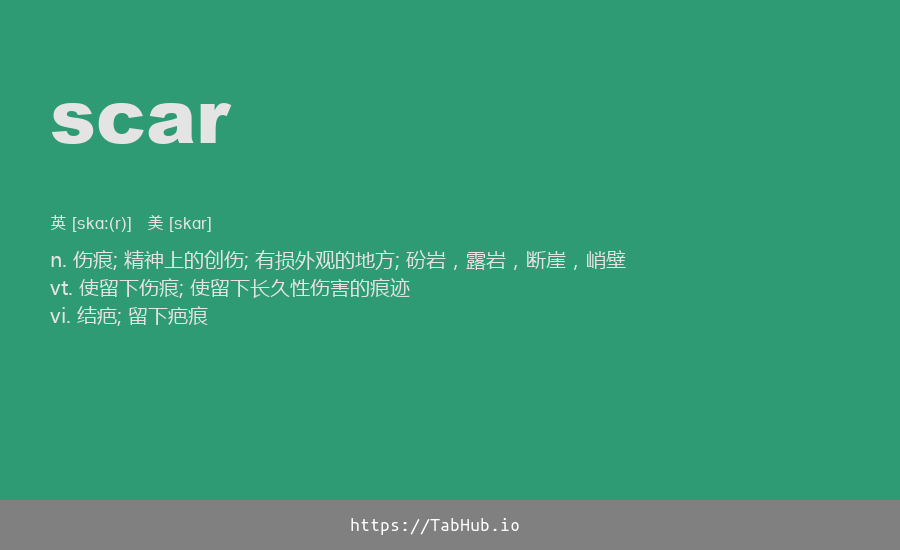 scar
英 [skɑː(r)] 美 [skɑr]
n. 伤痕; 精神上的创伤; 有损外观的地方; 砏岩，露岩，断崖，峭壁
vt. 使留下伤痕; 使留下长久性伤害的痕迹
vi. 结疤; 留下疤痕
https://TabHub.io